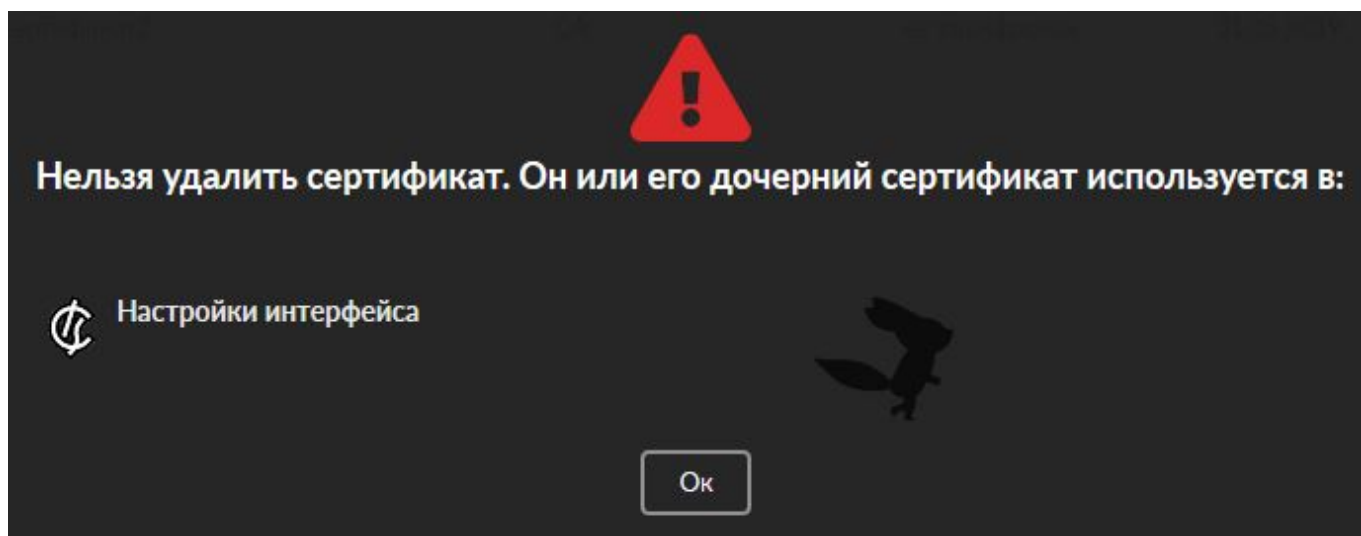 Нельзя удалить сертификат. Он или его дочерний сертификат используется в:
Настройки интерфейса
Ок